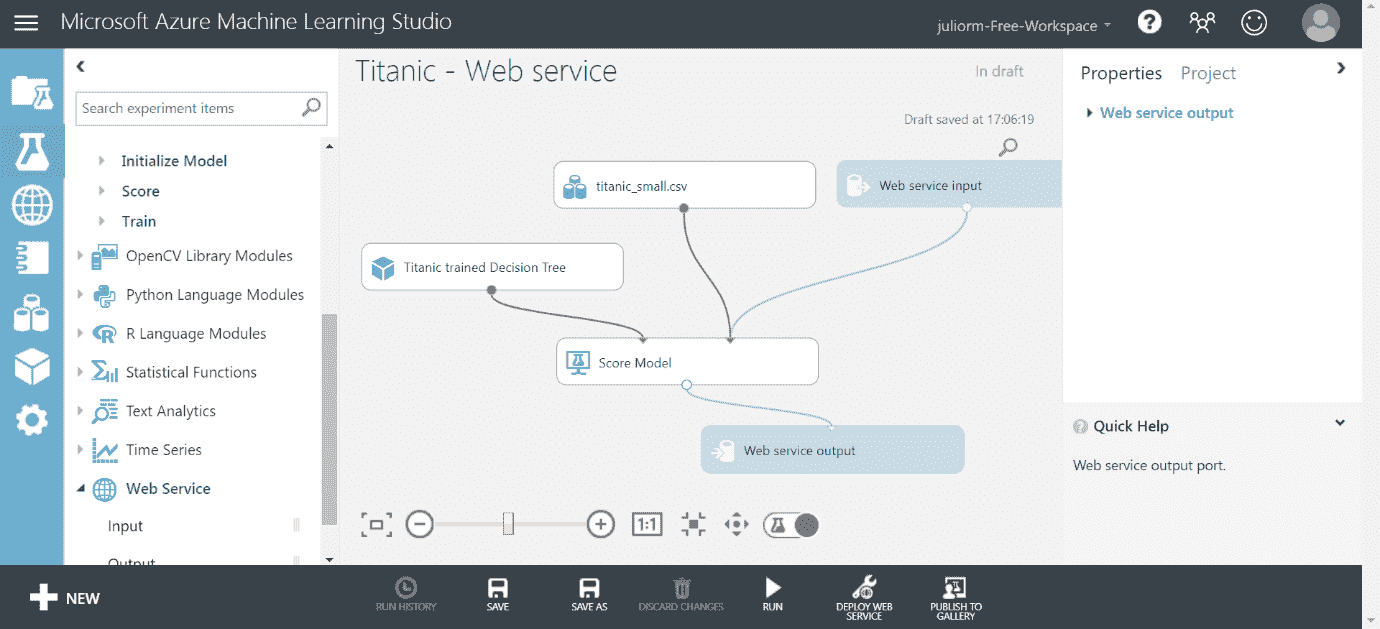 Microsoft Azure Machine Learning Studio
juliorm-Free-Workspace
?
Search experiment items
Initialize Model
Score
Train
OpenCV Library Modules
Python Language Modules
R Language Modules
Statistical Functions
Text Analytics
Time Series
Web Service
Input
Output
Titanic - Web service
In draft
Draft saved at 17:06:19
titanic_small.csv
Web service input
Titanic trained Decision Tree
Score Model
Web service output
1:1
Properties Project
Web service output
? Quick Help
Web service output port.
NEW
RUN HISTORY
SAVE
SAVE AS
DISCARD CHANGES
RUN
DEPLOY WEB
SERVICE
PUBLISH TO
GALLERY